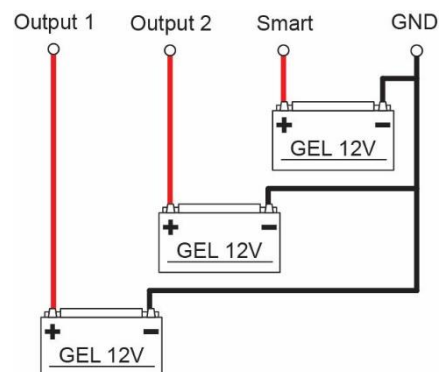 Output 1 Output 2 Smart GND
+ −
GEL 12V
+ −
GEL 12V
+ −
GEL 12V